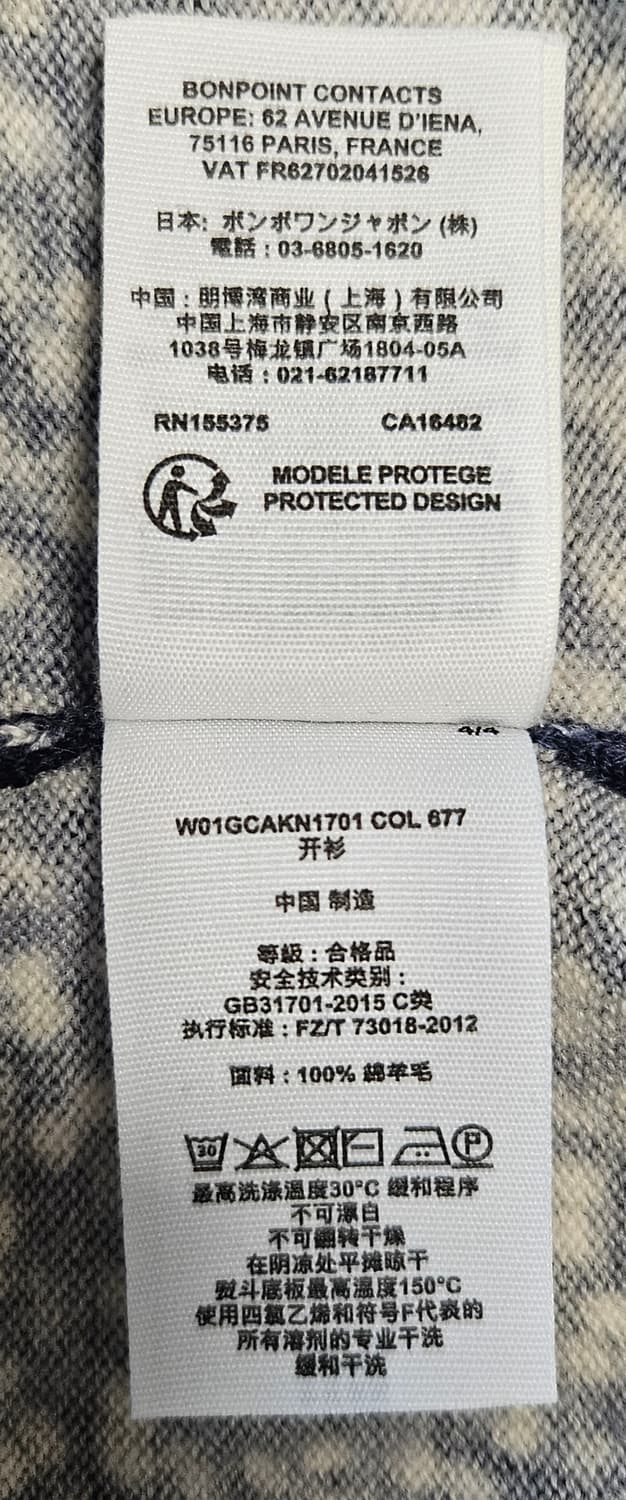 BONPOINT CONTACTS
EUROPE: 62 AVENUE D'IENA,
75116 PARIS, FRANCE
VAT FR62702041526
日本: ボンポワンジャポン (株)
電話 : 03-6805-1620
中国 : 朋博湾商业 ( 上海 ) 有限公司
中国上海市静安区南京西路
1038号梅龙镇广场1804-05A
电话 : 021-62187711
RN155375 CA16482
MODELE PROTEGE
PROTECTED DESIGN
4/4
W01GCAKN1701 COL 677
开衫
中国 制造
等級 : 合格品
安全技术类别 :
GB31701-2015 C类
执行标准 : FZ/T 73018-2012
面料 : 100% 綿羊毛
30
P
最高洗涤温度30°C 缓和程序
不可漂白
不可翻转干燥
在阴凉处平摊晾干
熨斗底板最高温度150°C
使用四氯乙烯和符号F代表的
所有溶剂的专业干洗
缓和干洗